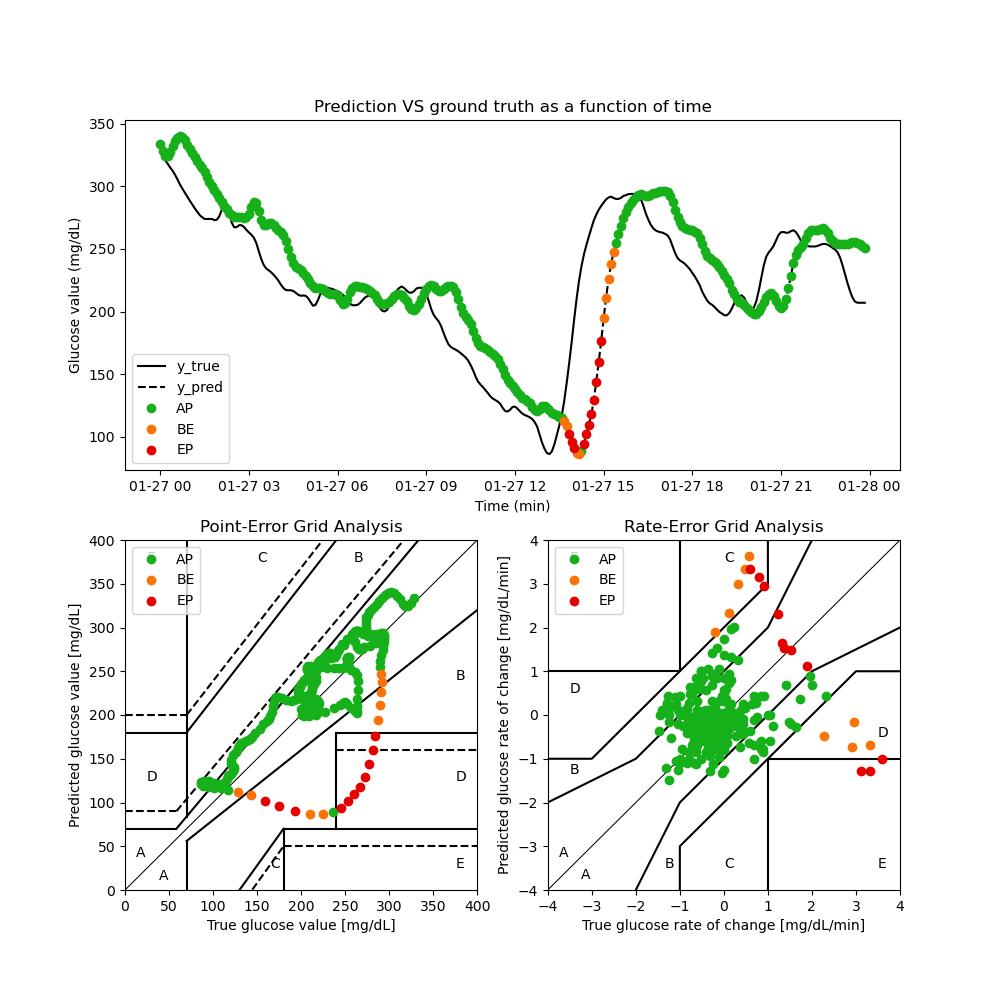 Prediction VS ground truth as a function of time
350
300
250
200
150
100
Glucose value (mg/dL)
y_true
y_pred
AP
BE
EP
01-27 00 01-27 03 01-27 06 01-27 09 01-27 12 01-27 15 01-27 18 01-27 21 01-28 00
Time (min)
Point-Error Grid Analysis
400
350
300
250
200
150
100
50
0
Predicted glucose value [mg/dL]
AP
BE
EP
C B
B
D D
A
A
C E
0 50 100 150 200 250 300 350 400
True glucose value [mg/dL]
Rate-Error Grid Analysis
4
3
2
1
0
−1
−2
−3
−4
Predicted glucose rate of change [mg/dL/min]
AP
BE
EP
C
D
D
B
A
A
B C E
−4 −3 −2 −1 0 1 2 3 4
True glucose rate of change [mg/dL/min]